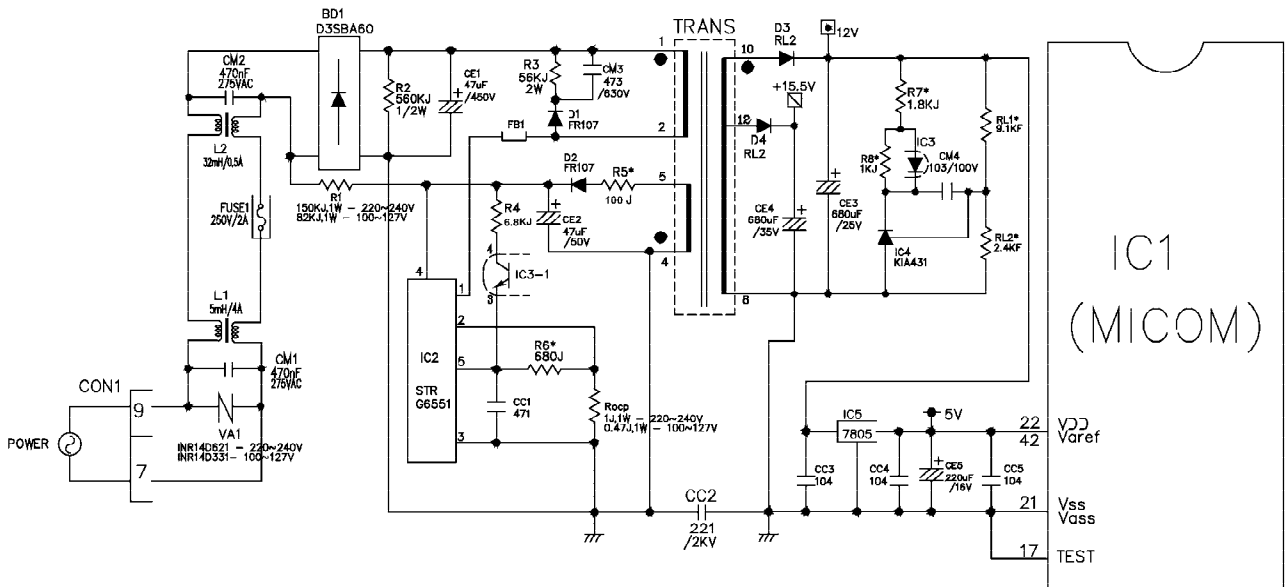 BD1
D3SBA60
TRANS
D3
RL2
12V
CM2
470nF
275VAC
R2
560KJ
1/2W
CE1
47uF
/450V
R3
56KJ
2W
CM3
473
/630V
D1
FR107
FB1
1
2
5
4
10
12
8
+15.5V
D4
RL2
R7*
1.8KJ
RL1*
9.1KF
IC3
R8*
1KJ
CM4
103/100V
L2
32mH/0.5A
FUSE1
250V/2A
R1
150KJ,1W - 220~240V
82KJ,1W - 100~127V
D2
FR107
R5*
100 J
R4
6.8KJ
CE2
47uF
/50V
CE4
680uF
/35V
CE3
680uF
/25V
IC4
KIA431
RL2*
2.4KF
4
IC3-1
3
IC1
(MICOM)
L1
5mH/4A
4
1
2
5
3
IC2
STR
G6551
R6*
680J
CC1
471
Rocp
1J,1W - 220~240V
0.47J,1W - 100~127V
CM1
470nF
275VAC
CON1
9
7
POWER
VA1
INR14D621 - 220~240V
INR14D331- 100~127V
CC2
221
/2KV
IC5
7805
5V
CC3
104
CC4
104
CE5
220uF
/16V
CC5
104
22
42
VDD
Varef
21
Vss
Vass
17
TEST